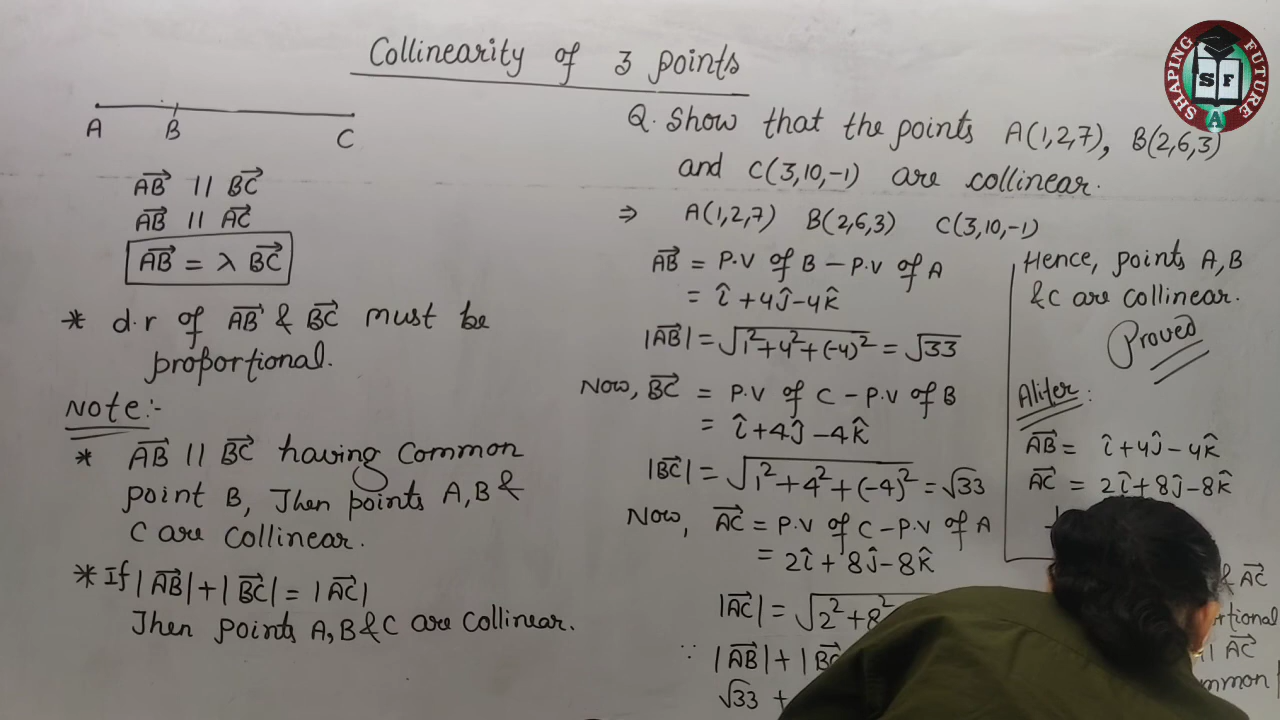 Collinearity of 3 points
A B C
AB⃗ || BC⃗
AB⃗ || AC⃗
AB⃗ = λ BC⃗
* d.r of AB⃗ & BC⃗ must be
proportional.
Note:-
* AB⃗ || BC⃗ having Common
point B, Then points A, B &
C are collinear.
* If |AB⃗| + |BC⃗| = |AC⃗|
Then points A, B & C are Collinear.
Q. Show that the points A(1,2,7), B(2,6,3)
and C(3,10,-1) are collinear.
⇒ A(1,2,7) B(2,6,3) C(3,10,-1)
AB⃗ = P.V of B - P.V of A
= î + 4ĵ - 4k̂
|AB⃗| = √(1² + 4² + (-4)²) = √33
Now, BC⃗ = P.V of C - P.V of B
= î + 4ĵ - 4k̂
|BC⃗| = √(1² + 4² + (-4)²) = √33
Now, AC⃗ = P.V of C - P.V of A
= 2î + 8ĵ - 8k̂
|AC⃗| = √2² + 8²
∵ |AB⃗| + |BC⃗
√33 +
Hence, points A, B
& C are collinear.
Proved
Aliter:
AB⃗ = î + 4ĵ - 4k̂
AC⃗ = 2î + 8ĵ - 8k̂
& AC⃗
|| AC⃗
SHAPING FUTURE
S F
A